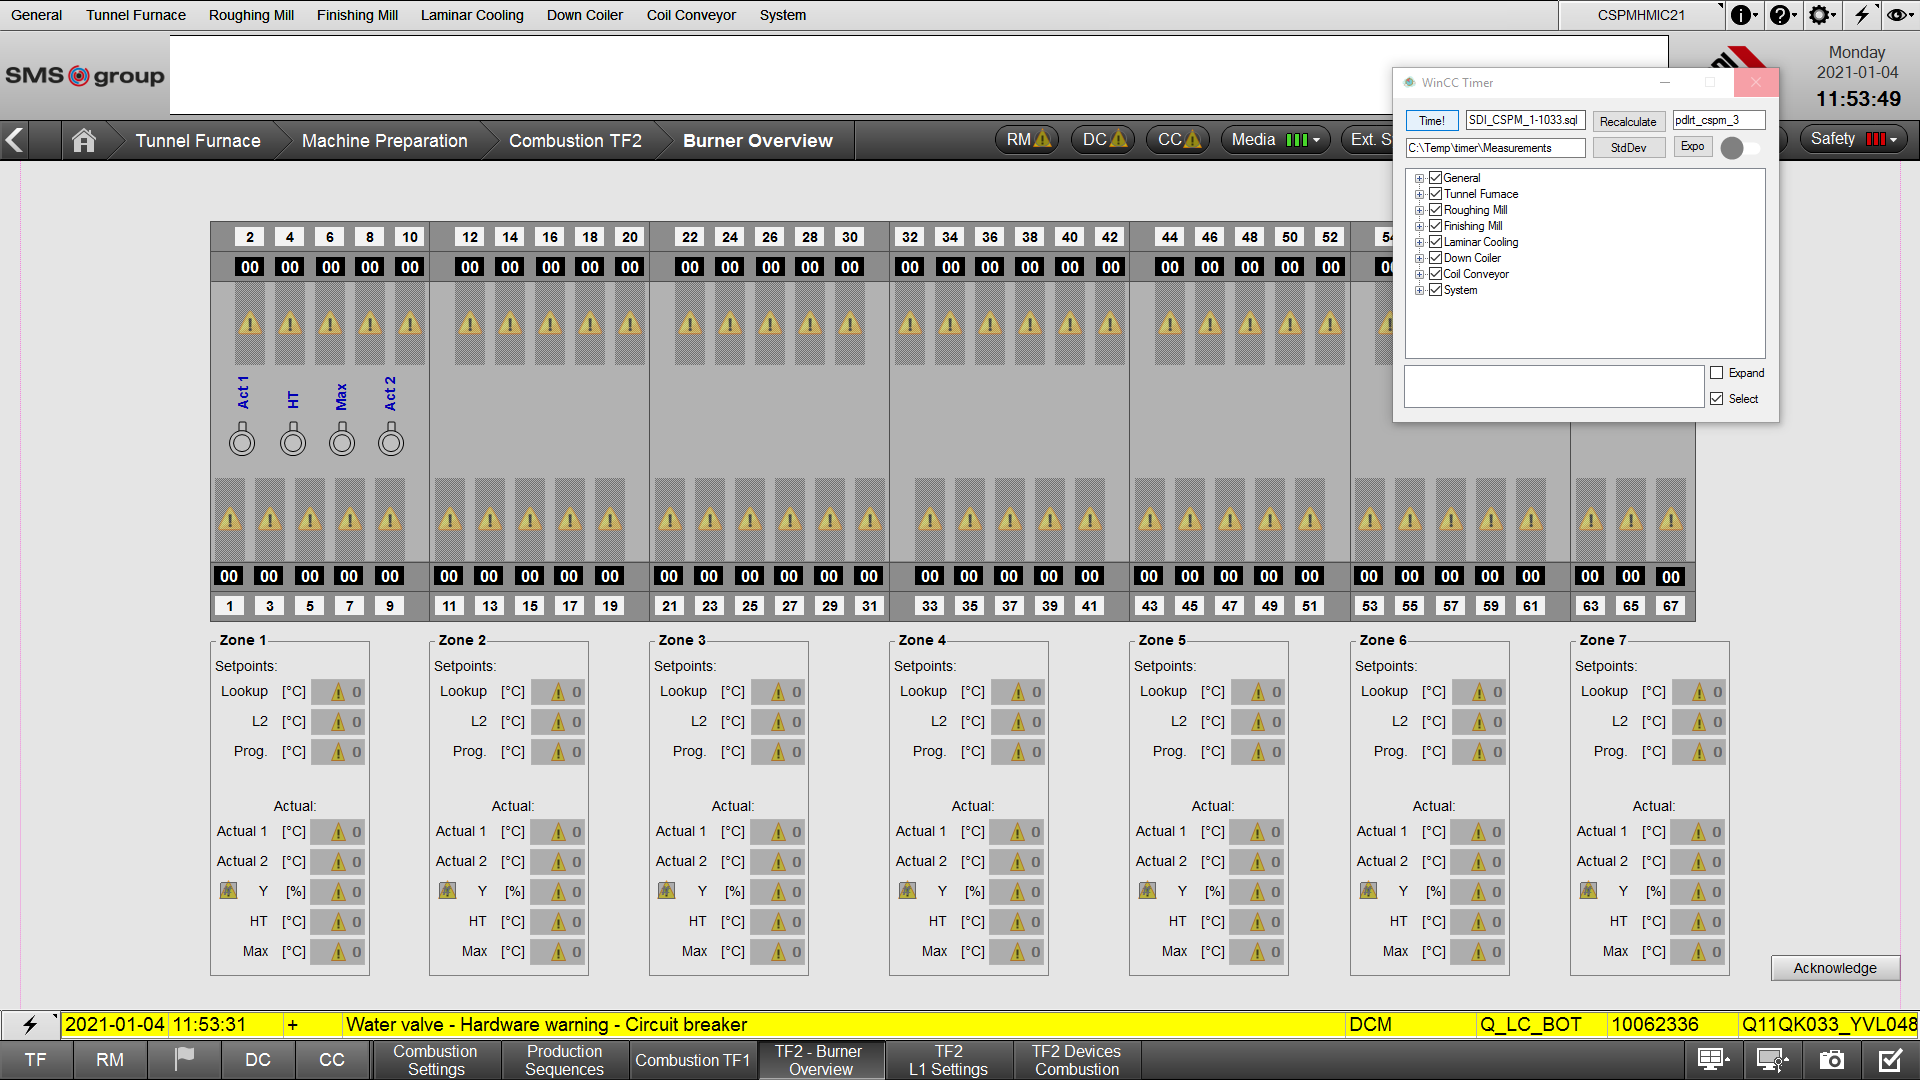 General Tunnel Furnace Roughing Mill Finishing Mill Laminar Cooling Down Coiler Coil Conveyor System CSPMHMIC21
SMS group
Monday
2021-01-04
11:53:49
Tunnel Furnace Machine Preparation Combustion TF2 Burner Overview RM DC CC Media Ext. S Safety
WinCC Timer
Time! SDI_CSPM_1-1033.sql Recalculate pdlrt_cspm_3
C:\Temp\timer\Measurements StdDev Expo
General
Tunnel Furnace
Roughing Mill
Finishing Mill
Laminar Cooling
Down Coiler
Coil Conveyor
System
Expand
Select
2 4 6 8 10 12 14 16 18 20 22 24 26 28 30 32 34 36 38 40 42 44 46 48 50 52
00 00 00 00 00 00 00 00 00 00 00 00 00 00 00 00 00 00 00 00 00 00 00 00 00 00
Act 1 HT Max Act 2
00 00 00 00 00 00 00 00 00 00 00 00 00 00 00 00 00 00 00 00 00 00 00 00 00 00 00 00 00 00 00 00 00 00
1 3 5 7 9 11 13 15 17 19 21 23 25 27 29 31 33 35 37 39 41 43 45 47 49 51 53 55 57 59 61 63 65 67
Zone 1 Zone 2 Zone 3 Zone 4 Zone 5 Zone 6 Zone 7
Setpoints: Setpoints: Setpoints: Setpoints: Setpoints: Setpoints: Setpoints:
Lookup [°C] 0 Lookup [°C] 0 Lookup [°C] 0 Lookup [°C] 0 Lookup [°C] 0 Lookup [°C] 0 Lookup [°C] 0
L2 [°C] 0 L2 [°C] 0 L2 [°C] 0 L2 [°C] 0 L2 [°C] 0 L2 [°C] 0 L2 [°C] 0
Prog. [°C] 0 Prog. [°C] 0 Prog. [°C] 0 Prog. [°C] 0 Prog. [°C] 0 Prog. [°C] 0 Prog. [°C] 0
Actual: Actual: Actual: Actual: Actual: Actual: Actual:
Actual 1 [°C] 0 Actual 1 [°C] 0 Actual 1 [°C] 0 Actual 1 [°C] 0 Actual 1 [°C] 0 Actual 1 [°C] 0 Actual 1 [°C] 0
Actual 2 [°C] 0 Actual 2 [°C] 0 Actual 2 [°C] 0 Actual 2 [°C] 0 Actual 2 [°C] 0 Actual 2 [°C] 0 Actual 2 [°C] 0
Y [%] 0 Y [%] 0 Y [%] 0 Y [%] 0 Y [%] 0 Y [%] 0 Y [%] 0
HT [°C] 0 HT [°C] 0 HT [°C] 0 HT [°C] 0 HT [°C] 0 HT [°C] 0 HT [°C] 0
Max [°C] 0 Max [°C] 0 Max [°C] 0 Max [°C] 0 Max [°C] 0 Max [°C] 0 Max [°C] 0
Acknowledge
2021-01-04 11:53:31 + Water valve - Hardware warning - Circuit breaker DCM Q_LC_BOT 10062336 Q11QK033_YVL048
TF RM DC CC Combustion Settings Production Sequences Combustion TF1 TF2 - Burner Overview TF2 L1 Settings TF2 Devices Combustion